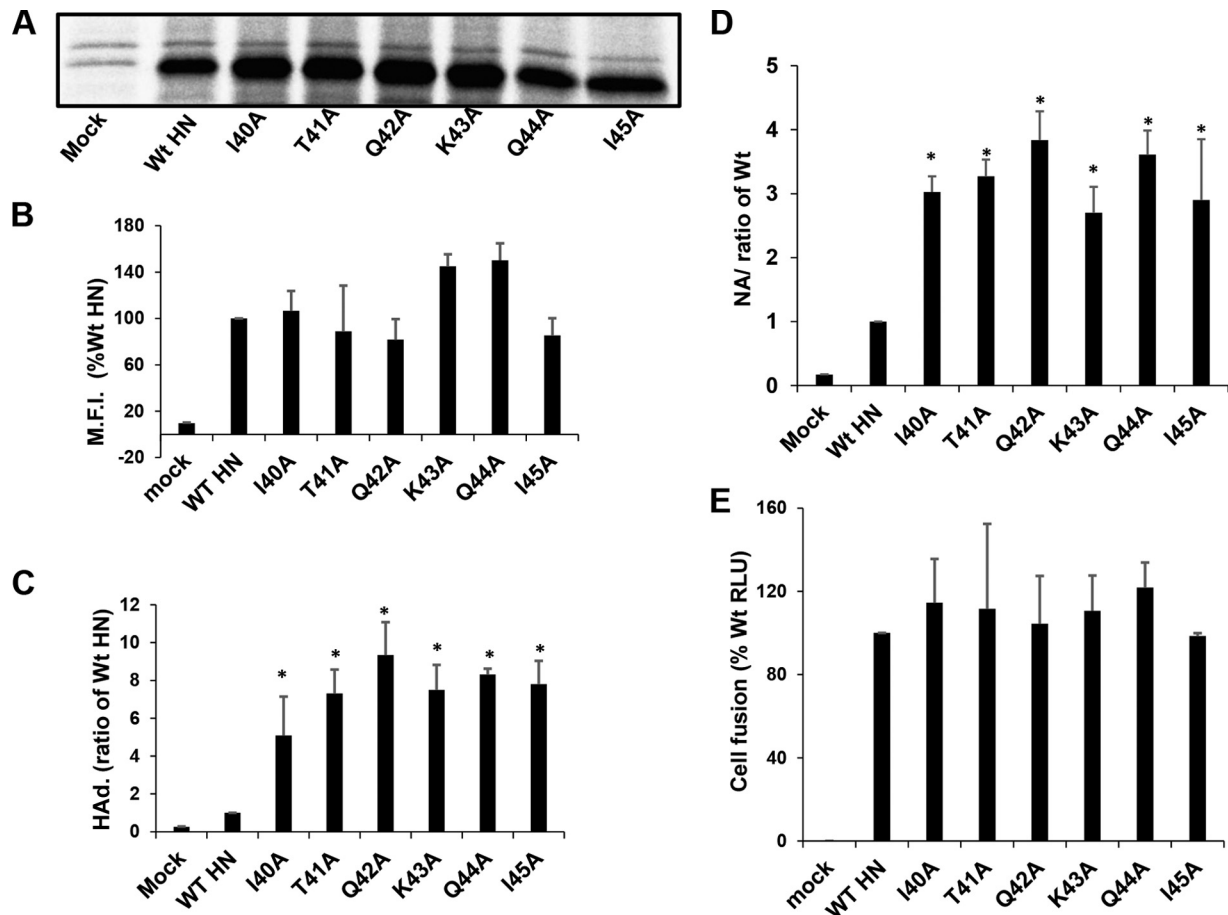 A
Mock
Wt HN
I40A
T41A
Q42A
K43A
Q44A
I45A
B
M.F.I. (%Wt HN)
180
140
100
60
20
-20
mock
WT HN
I40A
T41A
Q42A
K43A
Q44A
I45A
C
HAd. (ratio of Wt HN)
12
10
8
6
4
2
0
*
*
*
*
*
*
Mock
WT HN
I40A
T41A
Q42A
K43A
Q44A
I45A
D
NA/ ratio of Wt
5
4
3
2
1
0
*
*
*
*
*
*
Mock
Wt HN
I40A
T41A
Q42A
K43A
Q44A
I45A
E
Cell fusion (% Wt RLU)
160
120
80
40
0
mock
WT HN
I40A
T41A
Q42A
K43A
Q44A
I45A